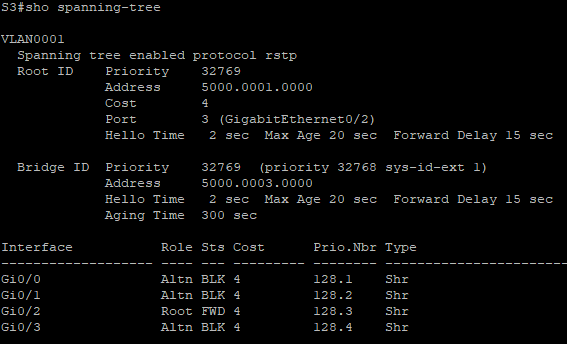 S3#sho spanning-tree

VLAN0001
  Spanning tree enabled protocol rstp
  Root ID    Priority    32769
             Address     5000.0001.0000
             Cost        4
             Port        3 (GigabitEthernet0/2)
             Hello Time   2 sec  Max Age 20 sec  Forward Delay 15 sec

  Bridge ID  Priority    32769  (priority 32768 sys-id-ext 1)
             Address     5000.0003.0000
             Hello Time   2 sec  Max Age 20 sec  Forward Delay 15 sec
             Aging Time  300 sec

Interface           Role Sts Cost      Prio.Nbr Type
------------------- ---- --- --------- -------- --------------------------------
Gi0/0               Altn BLK 4         128.1    Shr
Gi0/1               Altn BLK 4         128.2    Shr
Gi0/2               Root FWD 4         128.3    Shr
Gi0/3               Altn BLK 4         128.4    Shr